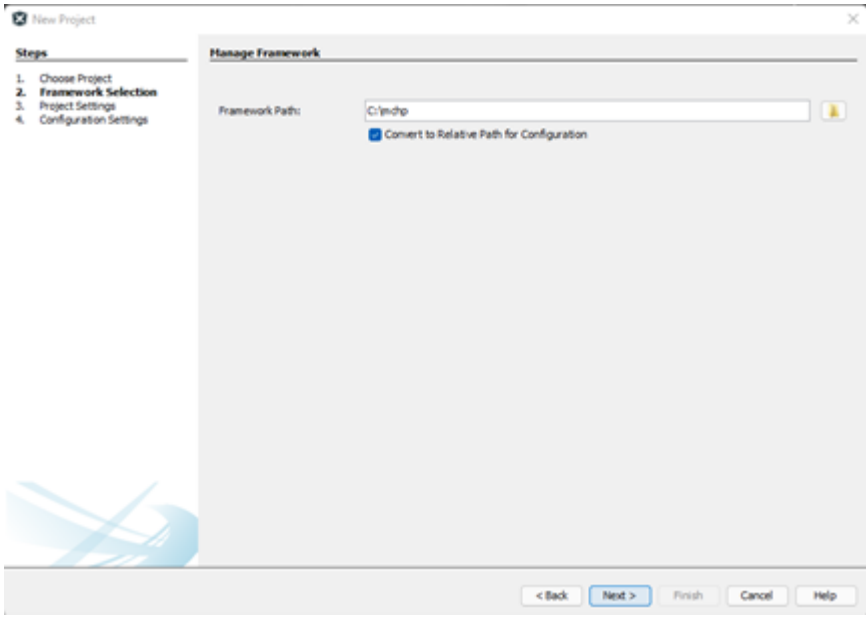 New Project
Steps
1. Choose Project
2. Framework Selection
3. Project Settings
4. Configuration Settings
Manage Framework
Framework Path:
C:\mchp
Convert to Relative Path for Configuration
< Back
Next >
Finish
Cancel
Help